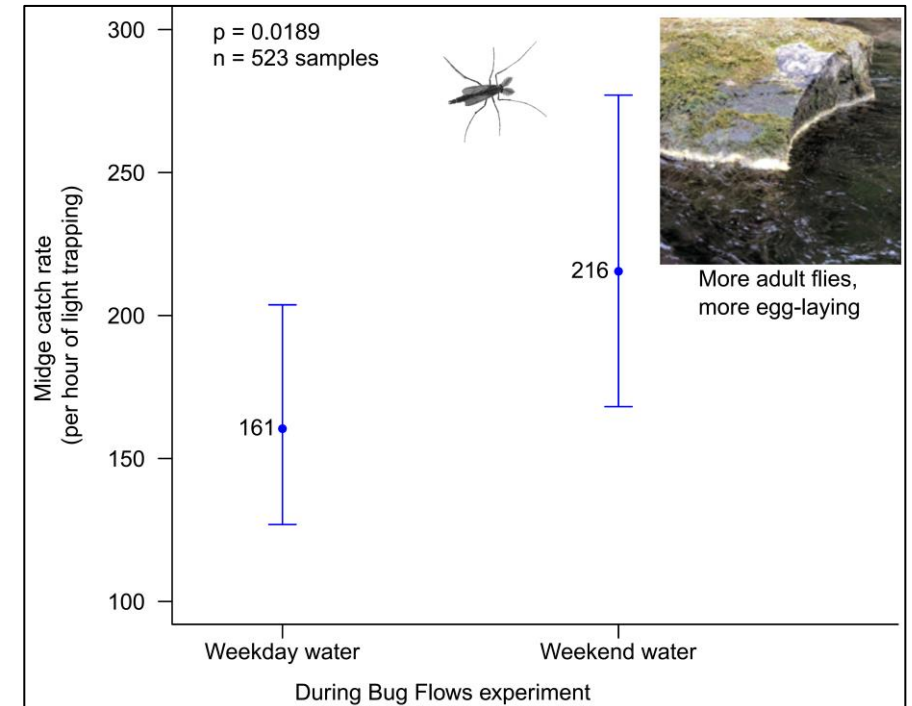 300
p = 0.0189
n = 523 samples
250
216
More adult flies,
more egg-laying
Midge catch rate
(per hour of light trapping)
200
161
150
100
Weekday water
Weekend water
During Bug Flows experiment